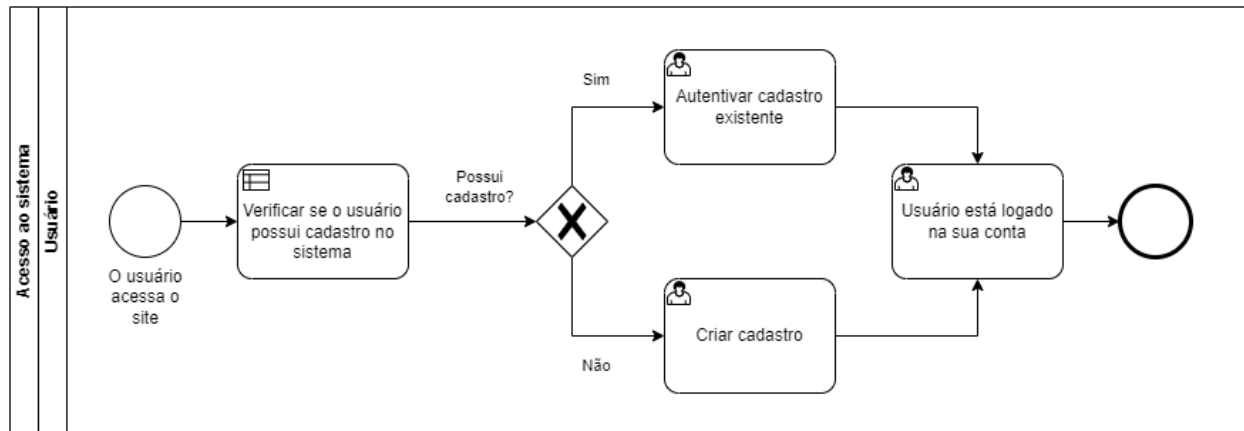 Acesso ao sistema
Usuário
O usuário
acessa o
site
Verificar se o usuário
possui cadastro no
sistema
Possui
cadastro?
Sim
Autentivar cadastro
existente
Não
Criar cadastro
Usuário está logado
na sua conta